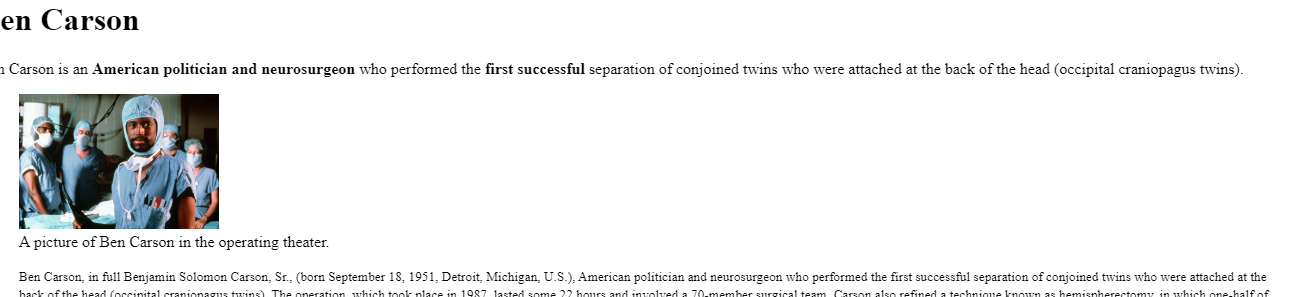 en Carson
n Carson is an American politician and neurosurgeon who performed the first successful separation of conjoined twins who were attached at the back of the head (occipital craniopagus twins).
A picture of Ben Carson in the operating theater.
Ben Carson, in full Benjamin Solomon Carson, Sr., (born September 18, 1951, Detroit, Michigan, U.S.), American politician and neurosurgeon who performed the first successful separation of conjoined twins who were attached at the
back of the head (occipital craniopagus twins). The operation, which took place in 1987, lasted some 22 hours and involved a 70-member surgical team. Carson also refined a technique known as hemispherectomy, in which one-half of